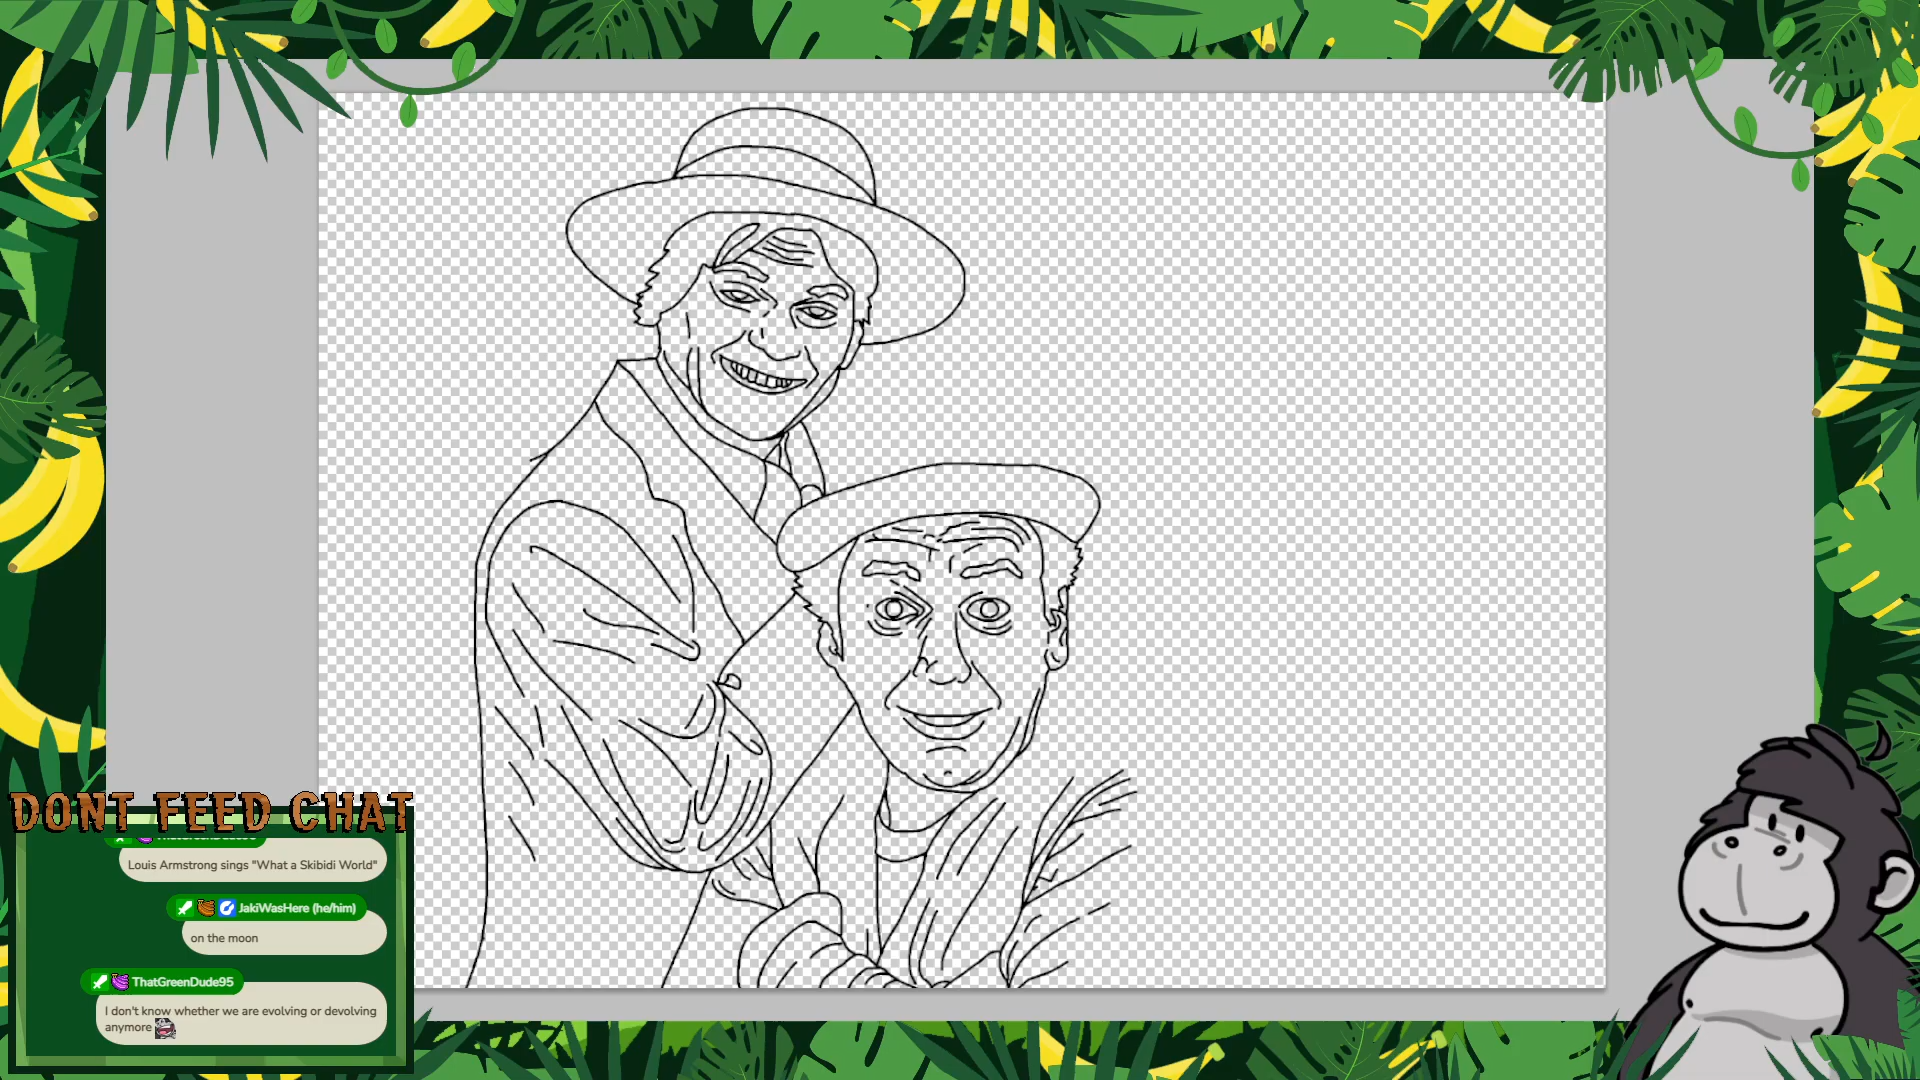 DONT FEED CHAT
Louis Armstrong sings "What a Skibidi World"
JakiWasHere (he/him)
on the moon
ThatGreenDude95
I don't know whether we are evolving or devolving
anymore